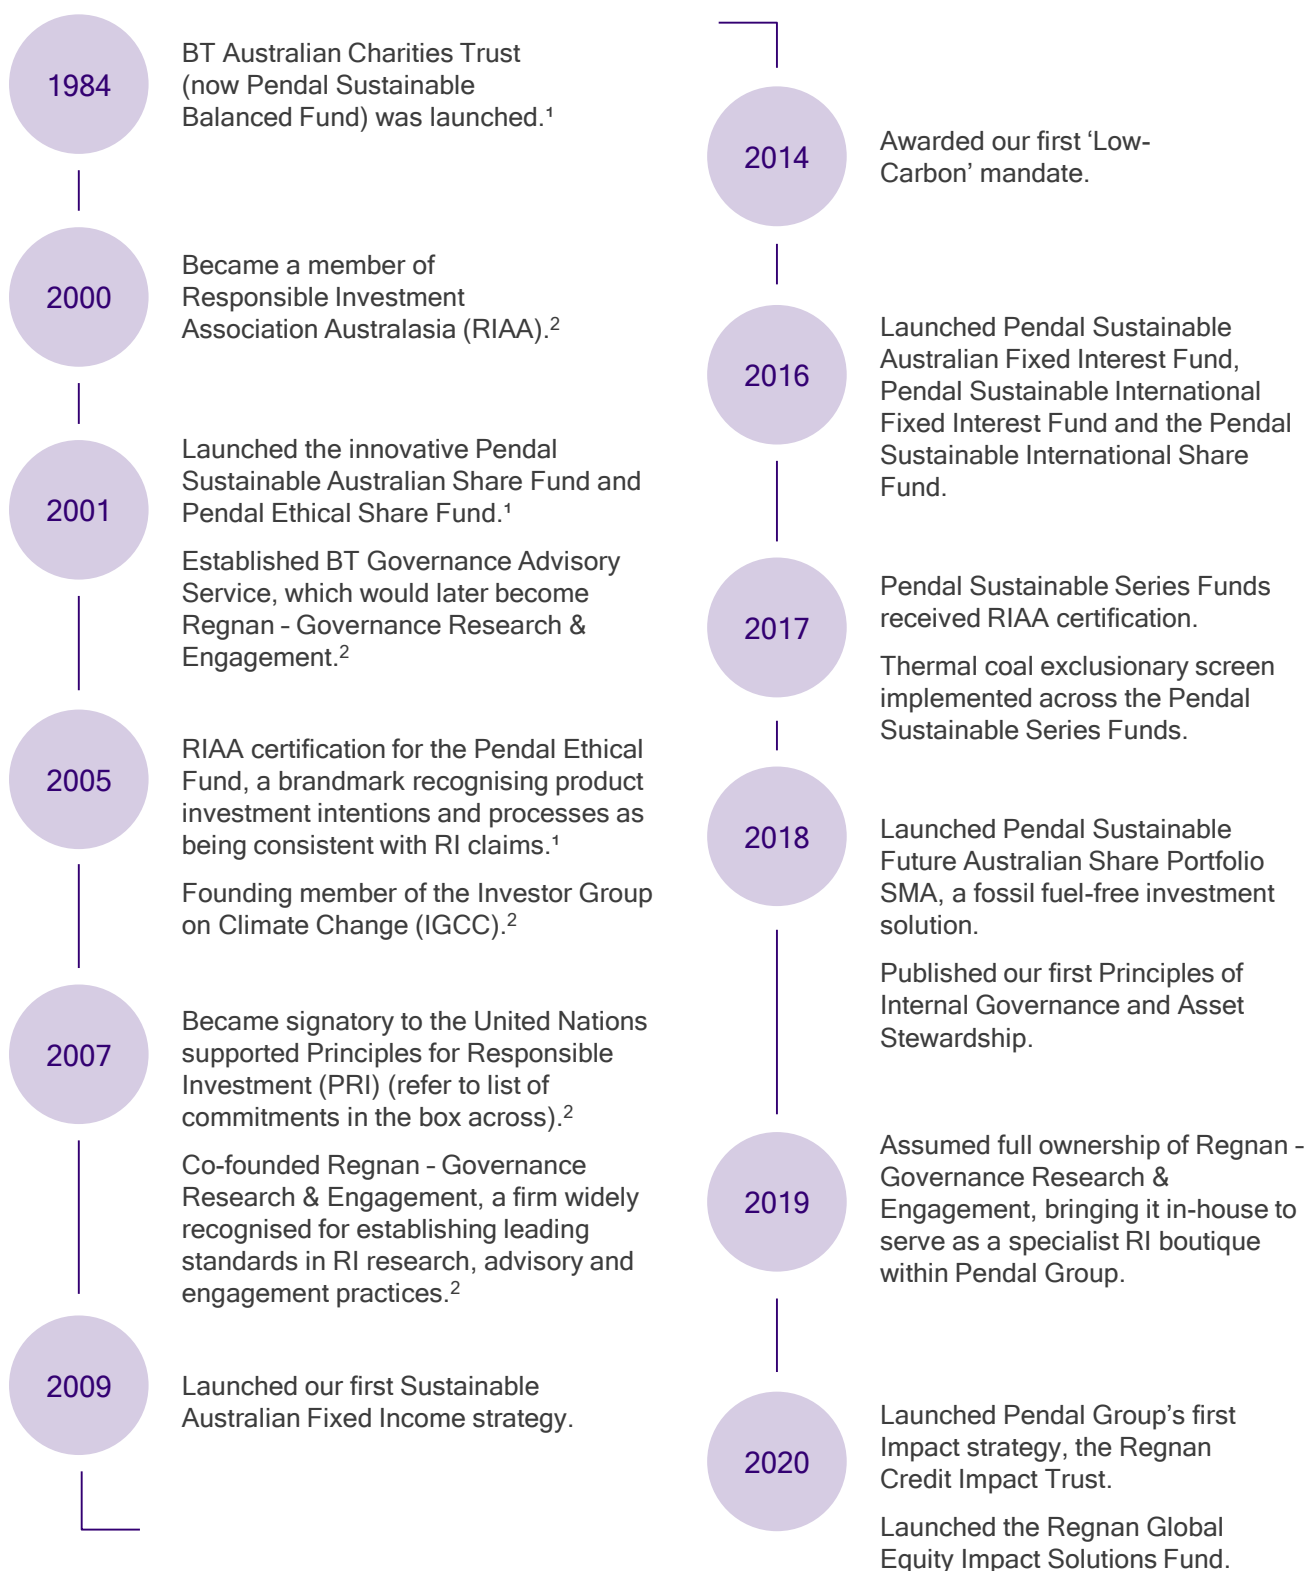 1984
BT Australian Charities Trust
(now Pendal Sustainable
Balanced Fund) was launched.¹
2000
Became a member of
Responsible Investment
Association Australasia (RIAA).²
2001
Launched the innovative Pendal
Sustainable Australian Share Fund and
Pendal Ethical Share Fund.¹
Established BT Governance Advisory
Service, which would later become
Regnan – Governance Research &
Engagement.²
2005
RIAA certification for the Pendal Ethical
Fund, a brandmark recognising product
investment intentions and processes as
being consistent with RI claims.¹
Founding member of the Investor Group
on Climate Change (IGCC).²
2007
Became signatory to the United Nations
supported Principles for Responsible
Investment (PRI) (refer to list of
commitments in the box across).²
Co-founded Regnan – Governance
Research & Engagement, a firm widely
recognised for establishing leading
standards in RI research, advisory and
engagement practices.²
2009
Launched our first Sustainable
Australian Fixed Income strategy.
2014
Awarded our first ‘Low-
Carbon’ mandate.
2016
Launched Pendal Sustainable
Australian Fixed Interest Fund,
Pendal Sustainable International
Fixed Interest Fund and the Pendal
Sustainable International Share
Fund.
2017
Pendal Sustainable Series Funds
received RIAA certification.
Thermal coal exclusionary screen
implemented across the Pendal
Sustainable Series Funds.
2018
Launched Pendal Sustainable
Future Australian Share Portfolio
SMA, a fossil fuel-free investment
solution.
Published our first Principles of
Internal Governance and Asset
Stewardship.
2019
Assumed full ownership of Regnan –
Governance Research &
Engagement, bringing it in-house to
serve as a specialist RI boutique
within Pendal Group.
2020
Launched Pendal Group’s first
Impact strategy, the Regnan
Credit Impact Trust.
Launched the Regnan Global
Equity Impact Solutions Fund.